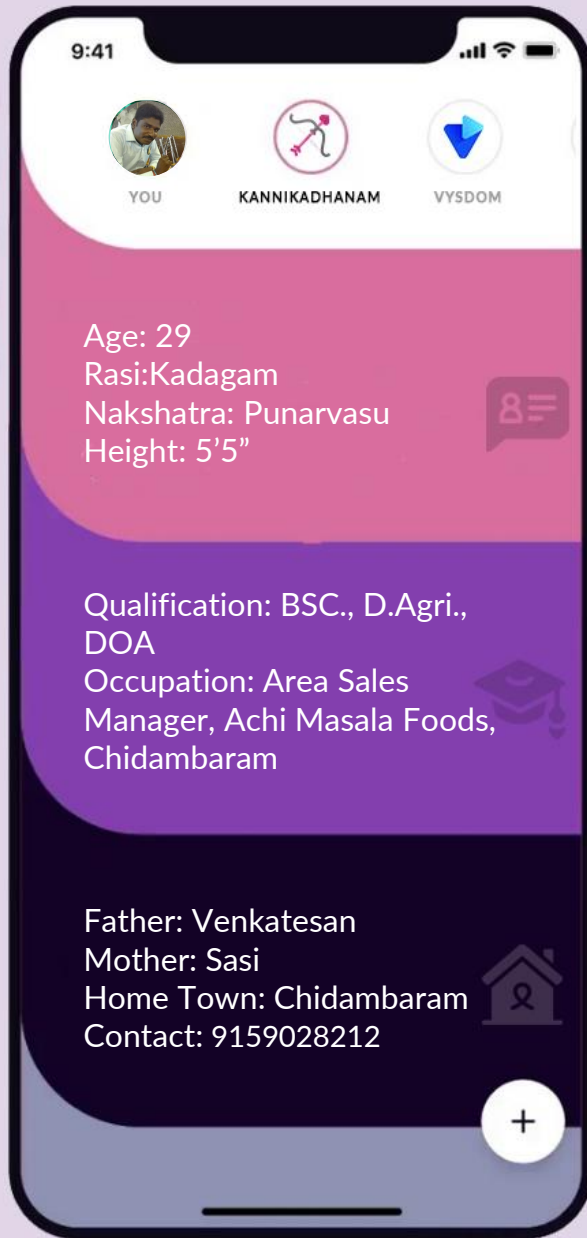 9:41
YOU
KANNIKADHANAM
VYSDOM
Age: 29
Rasi:Kadagam
Nakshatra: Punarvasu
Height: 5’5”
Qualification: BSC., D.Agri.,
DOA
Occupation: Area Sales
Manager, Achi Masala Foods,
Chidambaram
Father: Venkatesan
Mother: Sasi
Home Town: Chidambaram
Contact: 9159028212